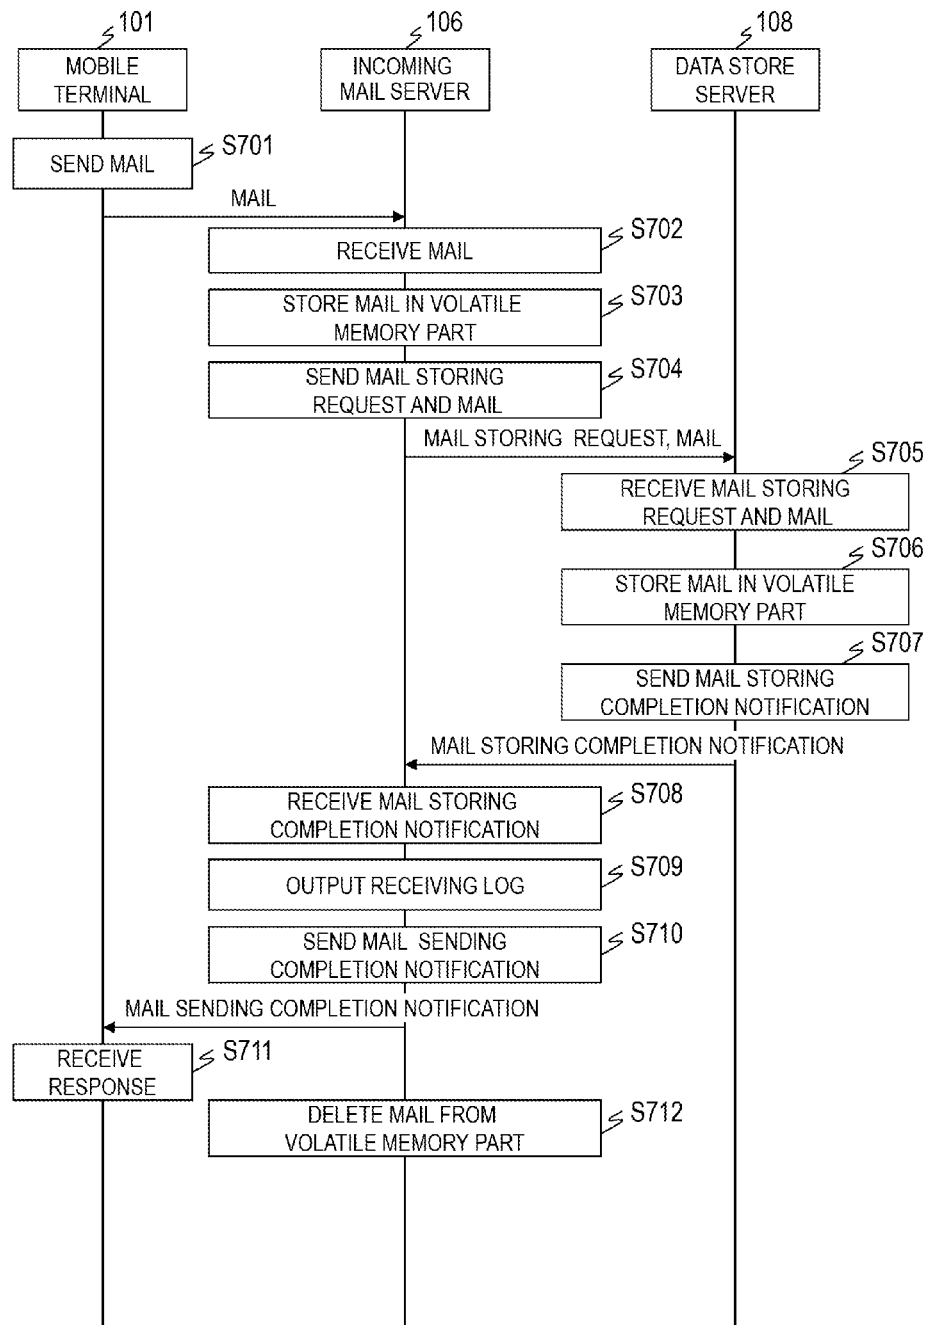 101
106
108
MOBILE
TERMINAL
INCOMING
MAIL SERVER
DATA STORE
SERVER
SEND MAIL
S701
MAIL
RECEIVE MAIL
S702
STORE MAIL IN VOLATILE
MEMORY PART
S703
SEND MAIL STORING
REQUEST AND MAIL
S704
MAIL STORING REQUEST, MAIL
S705
RECEIVE MAIL STORING
REQUEST AND MAIL
S706
STORE MAIL IN VOLATILE
MEMORY PART
S707
SEND MAIL STORING
COMPLETION NOTIFICATION
MAIL STORING COMPLETION NOTIFICATION
RECEIVE MAIL STORING
COMPLETION NOTIFICATION
S708
OUTPUT RECEIVING LOG
S709
SEND MAIL SENDING
COMPLETION NOTIFICATION
S710
MAIL SENDING COMPLETION NOTIFICATION
RECEIVE
RESPONSE
S711
DELETE MAIL FROM
VOLATILE MEMORY PART
S712